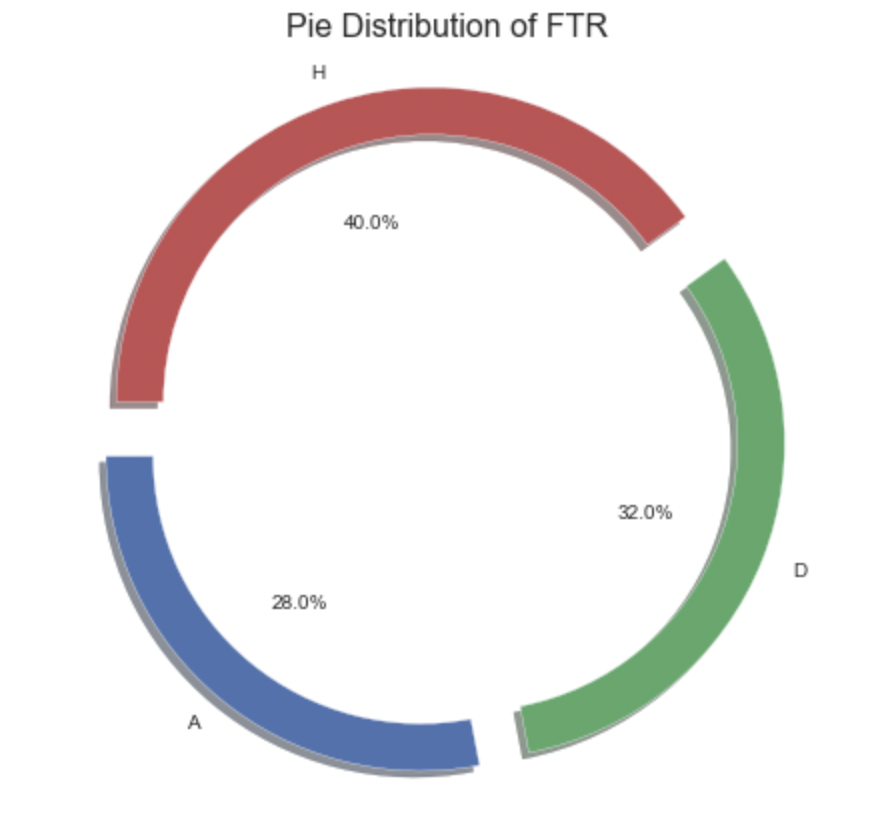 Pie Distribution of FTR
H
40.0%
32.0%
D
28.0%
A